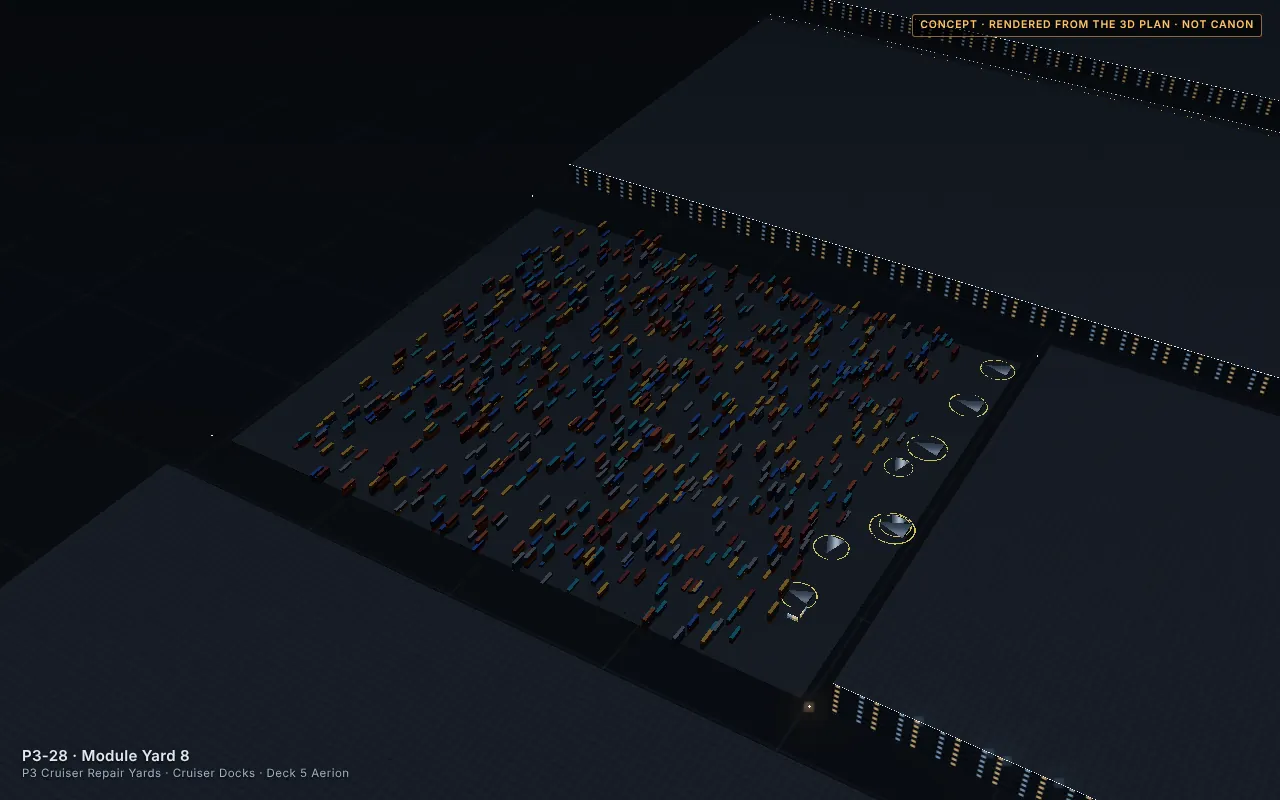 CONCEPT · RENDERED FROM THE 3D PLAN · NOT CANON
P3-28 · Module Yard 8
P3 Cruiser Repair Yards · Cruiser Docks · Deck 5 Aerion